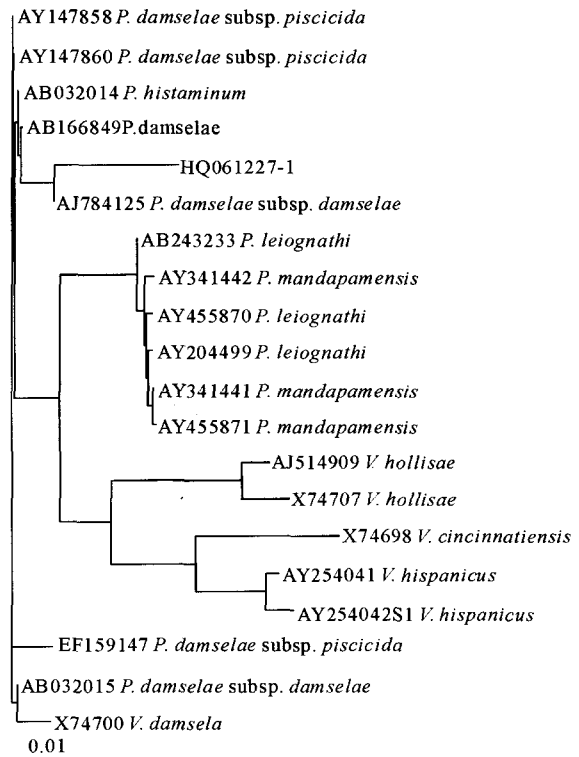 AY147858 P. damselae subsp. piscicida
AY147860 P. damselae subsp. piscicida
AB032014 P. histaminum
AB166849P.damselae
HQ061227-1
AJ784125 P. damselae subsp. damselae
AB243233 P. leiognathi
AY341442 P. mandapamensis
AY455870 P. leiognathi
AY204499 P. leiognathi
AY341441 P. mandapamensis
AY455871 P. mandapamensis
AJ514909 V. hollisae
X74707 V. hollisae
X74698 V. cincinnatiensis
AY254041 V. hispanicus
AY254042S1 V. hispanicus
EF159147 P. damselae subsp. piscicida
AB032015 P. damselae subsp. damselae
X74700 V. damsela
0.01